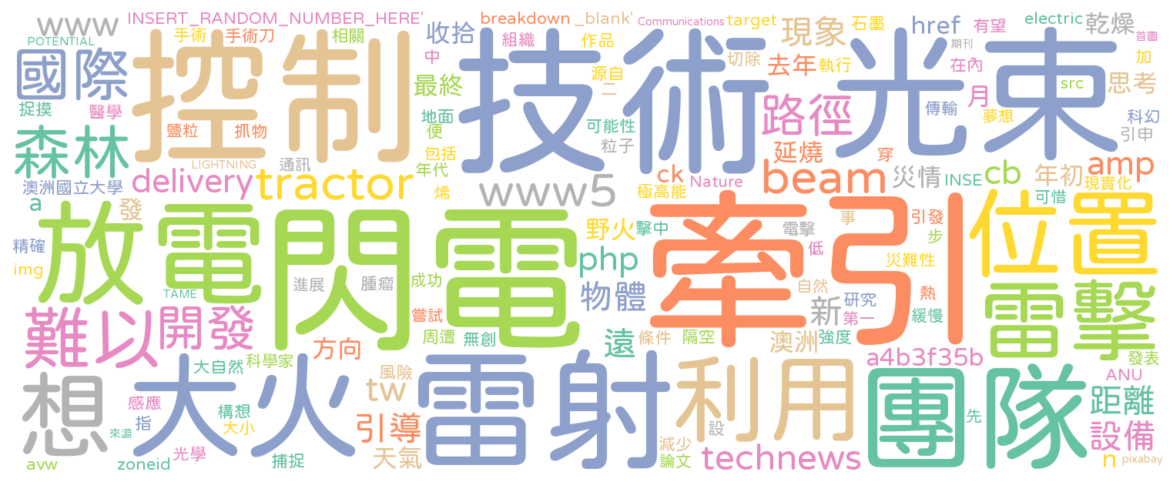 www INSERT_RANDOM_NUMBER_HERE' breakdown _blank' Communications target 石墨 href 有望 electric 乾燥 首圖
POTENTIAL 手術 手術刀 相關 收拾 組織 作品 切除 現象 期刊 加
國際 控制 技術 光束 中 最終 源自 二 去年 執行 在內 src 思考
捉摸 醫學 地面 可能性 路徑 月 傳輸 夢想 科幻
森林 鹽粒 抓物 便 粒子 延燒 穿 引申
LIGHTNING 通訊 包括 ck
澳洲國立大學 delivery tractor 年代 烯 www5 極高能 Nature beam 災情 INSE cb 年初 amp 現實化
a 發 可惜
放電 閃電 野火 擊中 牽引 電擊 事 低 引發 步 位置
精確 img TAME 進展 腫瘤 成功 php 災難性
物體 自然 新 研究 熱 雷擊
難以 開發 嘗試 第一 緩慢
周遭 無創 遠 條件 隔空 澳洲 強度 發表
大自然 科學家 方向 a4b3f35b ANU
想 大火 風險 tw 雷射 利用 團隊 距離
感應 構想 指 大小 引導 設 先 設備
來源 光學 天氣 減少
avw zoneid 捕捉 論文 technews n pixabay